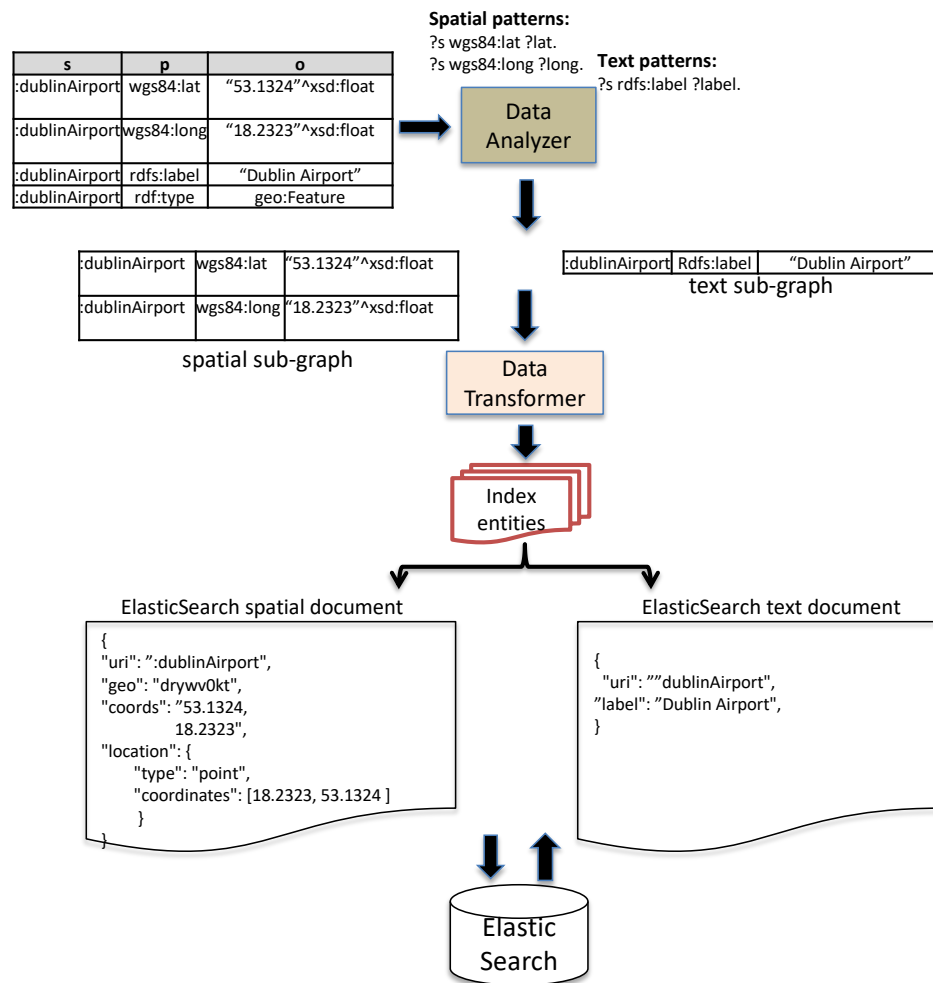 Spatial patterns:
?s wgs84:lat ?lat.
?s wgs84:long ?long.
Text patterns:
?s rdfs:label ?label.
s p o
:dublinAirport wgs84:lat “53.1324”^xsd:float
:dublinAirport wgs84:long “18.2323”^xsd:float
:dublinAirport rdfs:label “Dublin Airport”
:dublinAirport rdf:type geo:Feature
Data
Analyzer
:dublinAirport wgs84:lat “53.1324”^xsd:float
:dublinAirport wgs84:long “18.2323”^xsd:float
spatial sub-graph
:dublinAirport Rdfs:label “Dublin Airport”
text sub-graph
Data
Transformer
Index
entities
ElasticSearch spatial document
{
"uri": ”:dublinAirport",
"geo": "drywv0kt",
"coords": ”53.1324,
18.2323",
"location": {
"type": "point",
"coordinates": [18.2323, 53.1324 ]
}
}
ElasticSearch text document
{
"uri": ””dublinAirport",
”label": ”Dublin Airport",
}
Elastic
Search